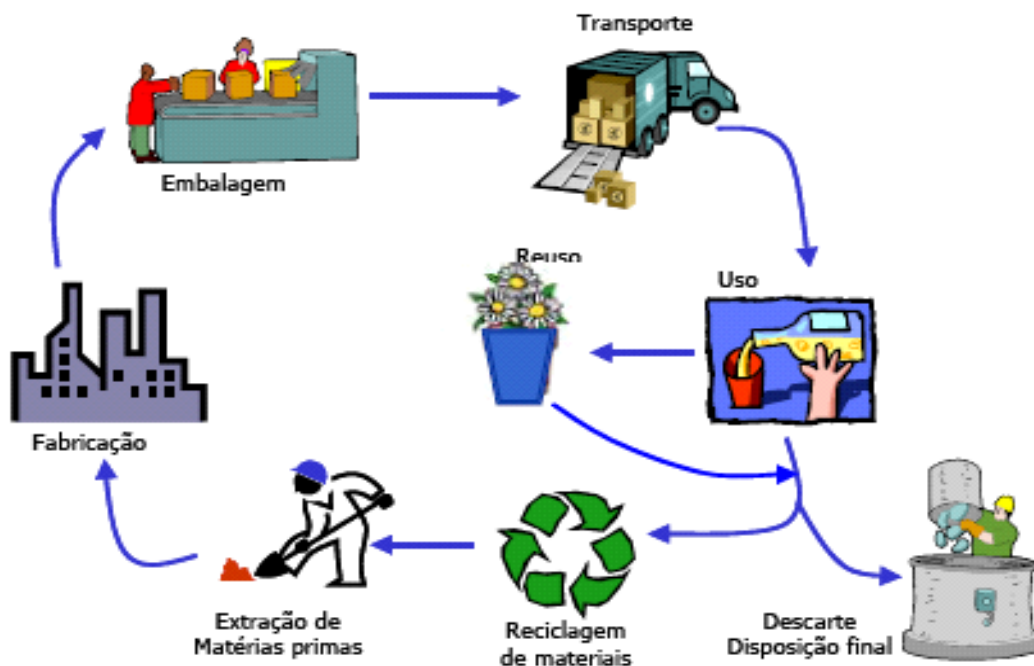 Transporte
Embalagem
Reuso
Uso
Fabricação
Extração de
Matérias primas
Reciclagem
de materiais
Descarte
Disposição final